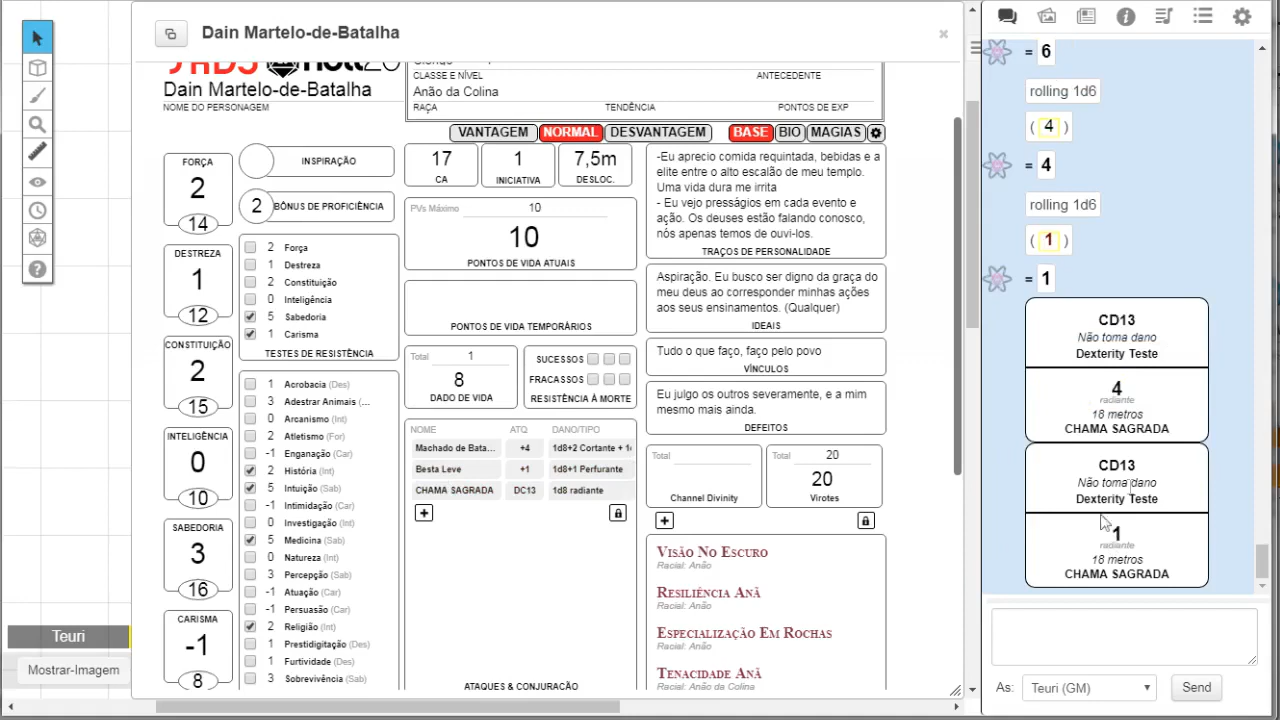 Dain Martelo-de-Batalha
Dain Martelo-de-Batalha
NOME DO PERSONAGEM
CLASSE E NÍVEL
ANTECEDENTE
Anão da Colina
RAÇA
TENDÊNCIA
PONTOS DE EXP
VANTAGEM
NORMAL
DESVANTAGEM
BASE
BIO
MAGIAS
FORÇA
2
14
DESTREZA
1
12
CONSTITUIÇÃO
2
15
INTELIGÊNCIA
0
10
SABEDORIA
3
16
CARISMA
-1
8
INSPIRAÇÃO
2
BÔNUS DE PROFICIÊNCIA
2 Força
1 Destreza
2 Constituição
0 Inteligência
5 Sabedoria
1 Carisma
TESTES DE RESISTÊNCIA
1 Acrobacia (Des)
3 Adestrar Animais (...
0 Arcanismo (Int)
2 Atletismo (For)
-1 Enganação (Car)
2 História (Int)
5 Intuição (Sab)
-1 Intimidação (Car)
0 Investigação (Int)
5 Medicina (Sab)
0 Natureza (Int)
3 Percepção (Sab)
-1 Atuação (Car)
-1 Persuasão (Car)
2 Religião (Int)
1 Prestidigitação (Des)
1 Furtividade (Des)
3 Sobrevivência (Sab)
17
CA
1
INICIATIVA
7,5m
DESLOC.
PVs Máximo 10
10
PONTOS DE VIDA ATUAIS
PONTOS DE VIDA TEMPORÁRIOS
Total 1
8
DADO DE VIDA
SUCESSOS
FRACASSOS
RESISTÊNCIA À MORTE
NOME ATQ DANO/TIPO
Machado de Bata... +4 1d8+2 Cortante + 1
Besta Leve +1 1d8+1 Perfurante
CHAMA SAGRADA DC13 1d8 radiante
ATAQUES & CONJURAÇÃO
-Eu aprecio comida requintada, bebidas e a
elite entre o alto escalão de meu templo.
Uma vida dura me irrita
- Eu vejo presságios em cada evento e
ação. Os deuses estão falando conosco,
nós apenas temos de ouví-los.
TRAÇOS DE PERSONALIDADE
Aspiração. Eu busco ser digno da graça do
meu deus ao corresponder minhas ações
aos seus ensinamentos. (Qualquer)
IDEAIS
Tudo o que faço, faço pelo povo
VÍNCULOS
Eu julgo os outros severamente, e a mim
mesmo mais ainda.
DEFEITOS
Total
Channel Divinity
Total 20
20
Virotes
VISÃO NO ESCURO
Racial: Anão
RESILIÊNCIA ANÃ
Racial: Anão
ESPECIALIZAÇÃO EM ROCHAS
Racial: Anão
TENACIDADE ANÃ
Racial: Anão da Colina
Teuri
Mostrar-Imagem
= 6
rolling 1d6
( 4 )
= 4
rolling 1d6
( 1 )
= 1
CD13
Não toma dano
Dexterity Teste
4
radiante
18 metros
CHAMA SAGRADA
CD13
Não toma dano
Dexterity Teste
1
radiante
18 metros
CHAMA SAGRADA
As: Teuri (GM)
Send